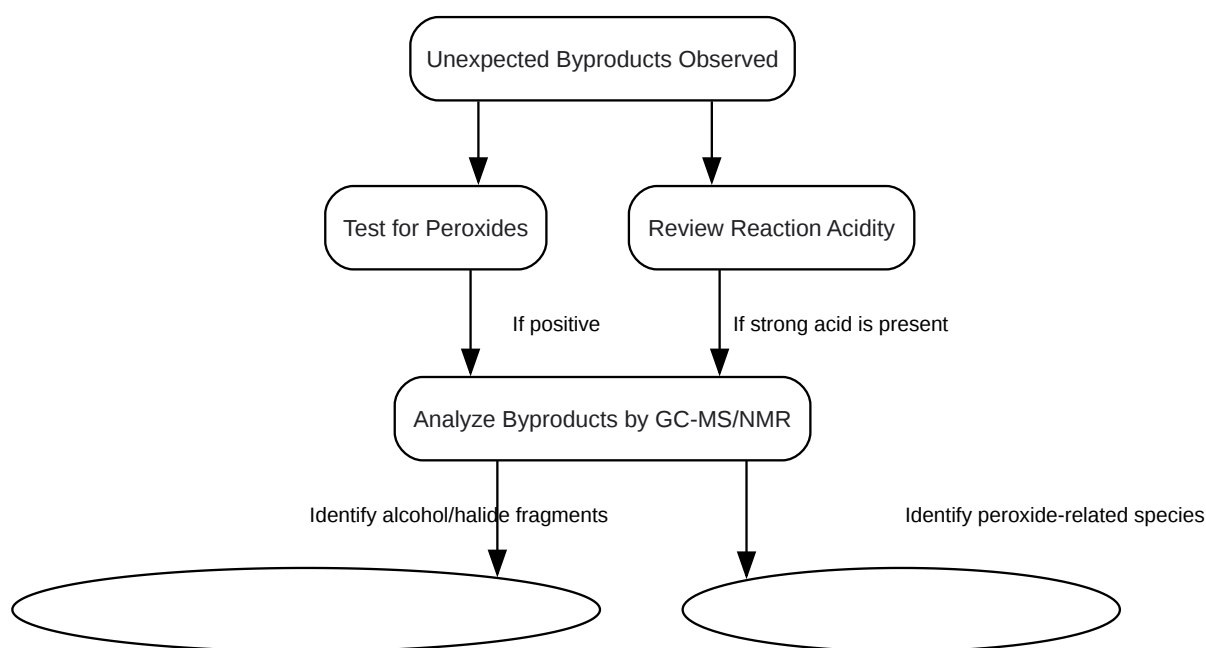 Unexpected Byproducts Observed
Test for Peroxides
Review Reaction Acidity
If positive
If strong acid is present
Analyze Byproducts by GC-MS/NMR
Identify alcohol/halide fragments
Identify peroxide-related species